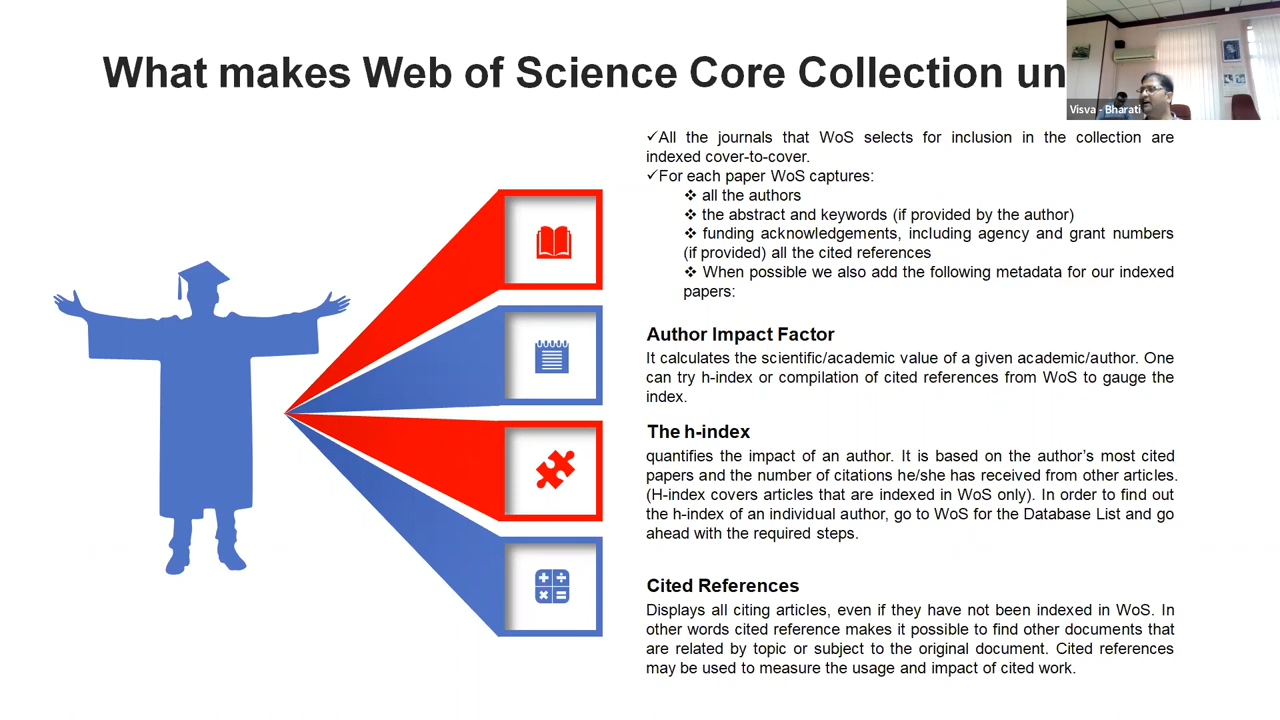 What makes Web of Science Core Collection un
Visva - Bharati
✓All the journals that WoS selects for inclusion in the collection are
indexed cover-to-cover.
✓For each paper WoS captures:
❖ all the authors
❖ the abstract and keywords (if provided by the author)
❖ funding acknowledgements, including agency and grant numbers
(if provided) all the cited references
❖ When possible we also add the following metadata for our indexed
papers:
Author Impact Factor
It calculates the scientific/academic value of a given academic/author. One
can try h-index or compilation of cited references from WoS to gauge the
index.
The h-index
quantifies the impact of an author. It is based on the author's most cited
papers and the number of citations he/she has received from other articles.
(H-index covers articles that are indexed in WoS only). In order to find out
the h-index of an individual author, go to WoS for the Database List and go
ahead with the required steps.
Cited References
Displays all citing articles, even if they have not been indexed in WoS. In
other words cited reference makes it possible to find other documents that
are related by topic or subject to the original document. Cited references
may be used to measure the usage and impact of cited work.